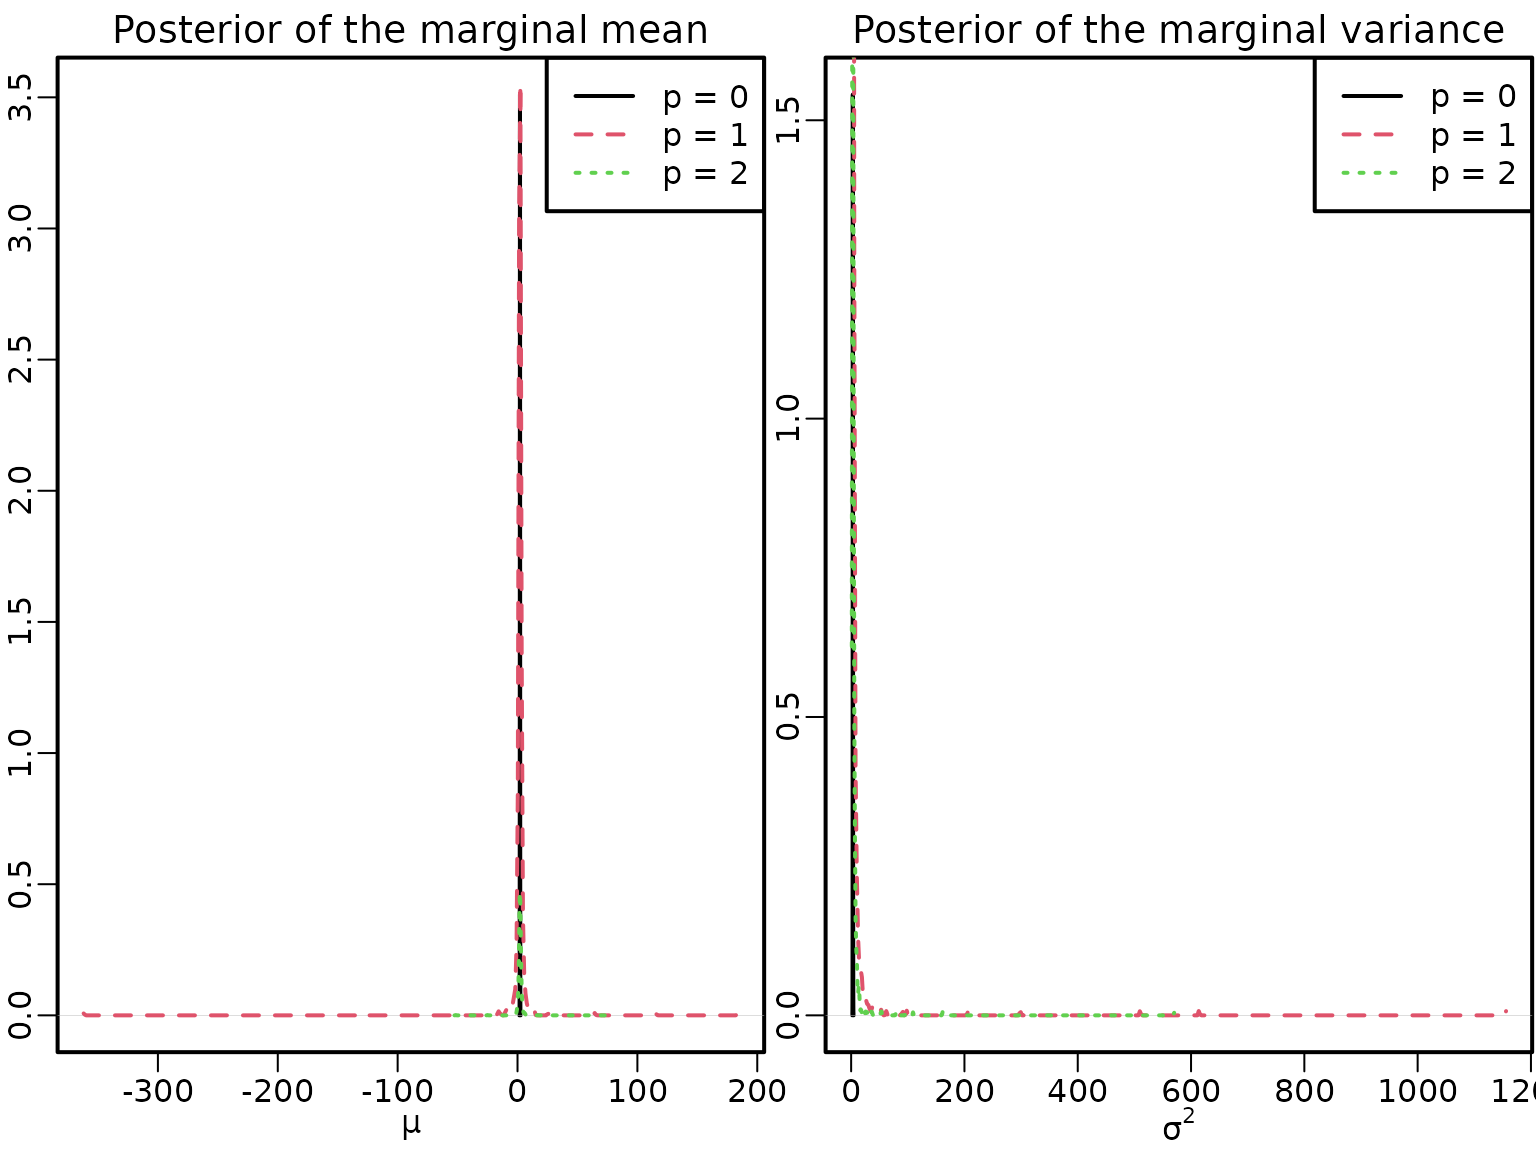 Posterior of the marginal mean
3.5
3.0
2.5
2.0
1.5
1.0
0.5
0.0
p = 0
p = 1
p = 2
-300 -200 -100 0 100 200
μ
Posterior of the marginal variance
1.5
1.0
0.5
0.0
p = 0
p = 1
p = 2
0 200 400 600 800 1000 120
σ²